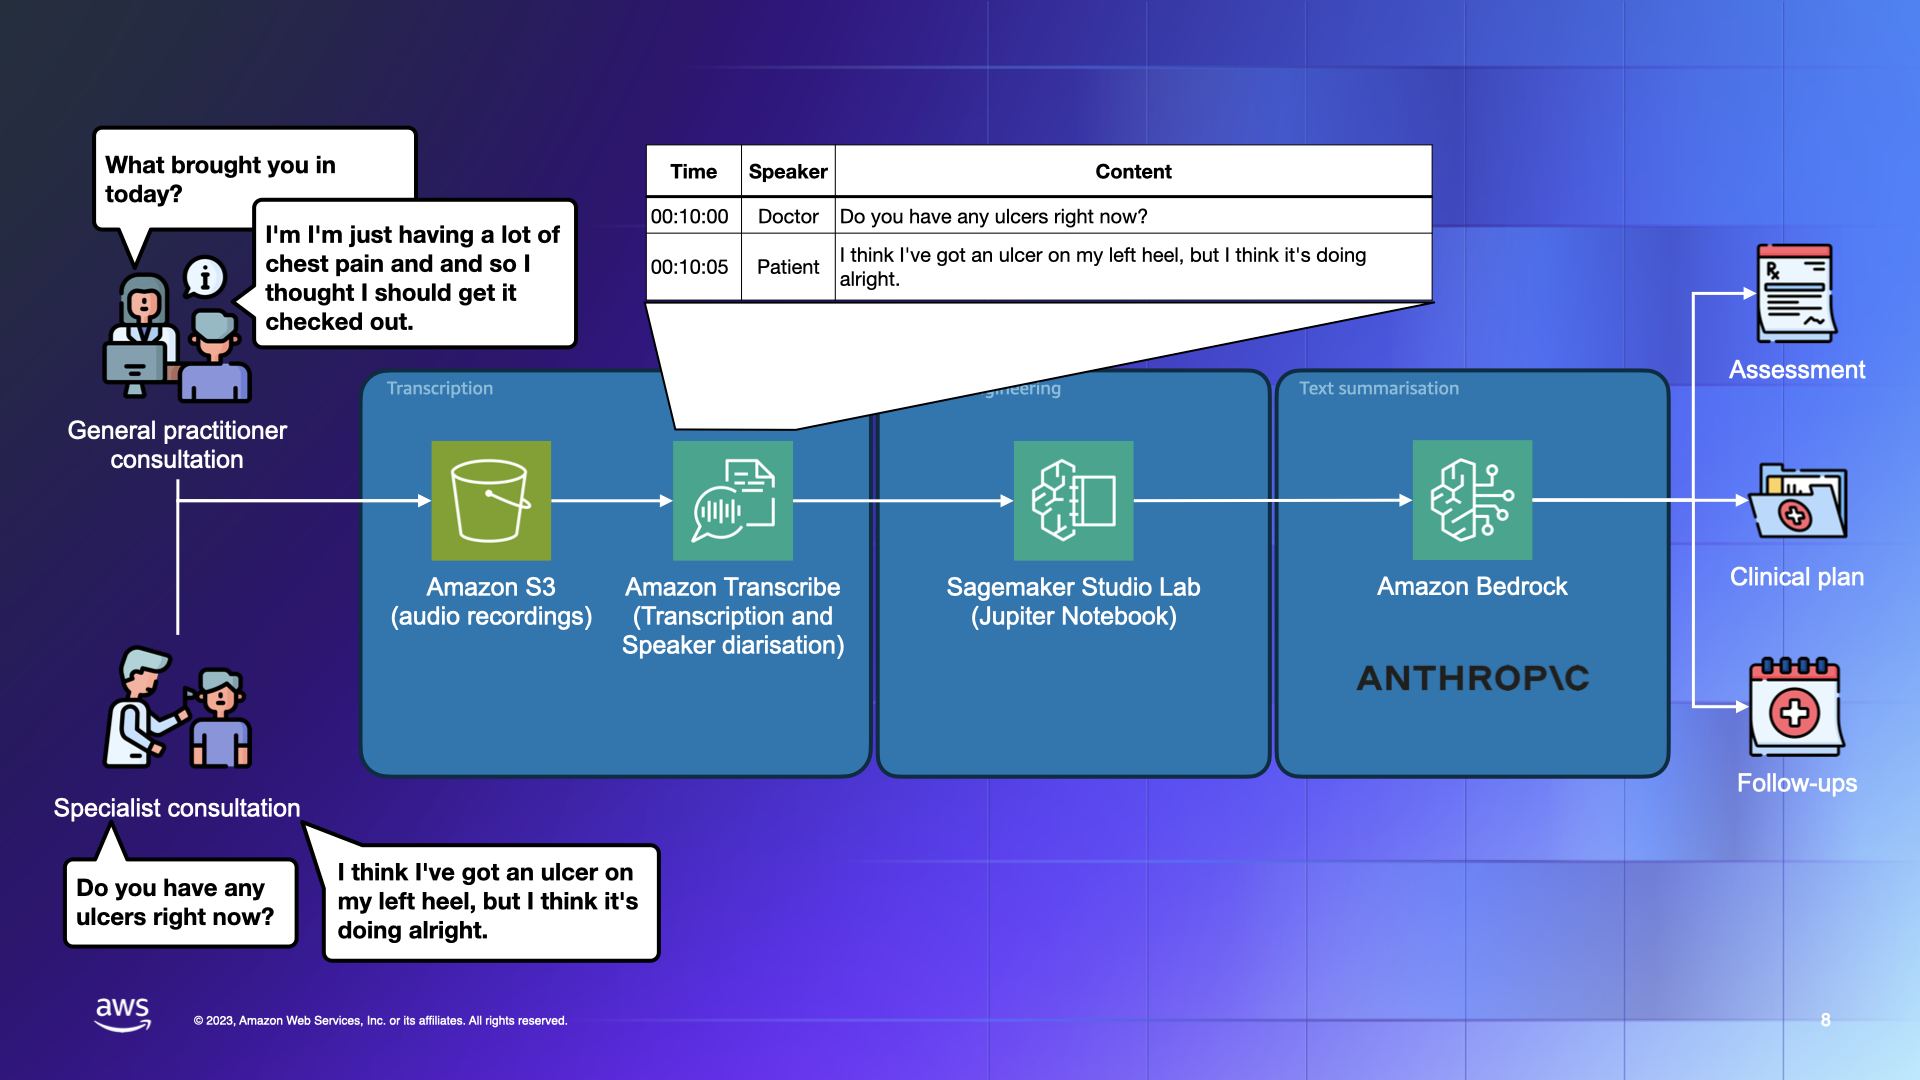 What brought you in
today?
I'm I'm just having a lot of
chest pain and and so I
thought I should get it
checked out.
General practitioner
consultation
Time Speaker Content
00:10:00 Doctor Do you have any ulcers right now?
00:10:05 Patient I think I've got an ulcer on my left heel, but I think it's doing
alright.
Transcription
gineering
Text summarisation
Amazon S3
(audio recordings)
Amazon Transcribe
(Transcription and
Speaker diarisation)
Sagemaker Studio Lab
(Jupiter Notebook)
Amazon Bedrock
ANTHROP\C
Rx
Assessment
Clinical plan
Follow-ups
Specialist consultation
Do you have any
ulcers right now?
I think I've got an ulcer on
my left heel, but I think it's
doing alright.
aws
© 2023, Amazon Web Services, Inc. or its affiliates. All rights reserved.
8